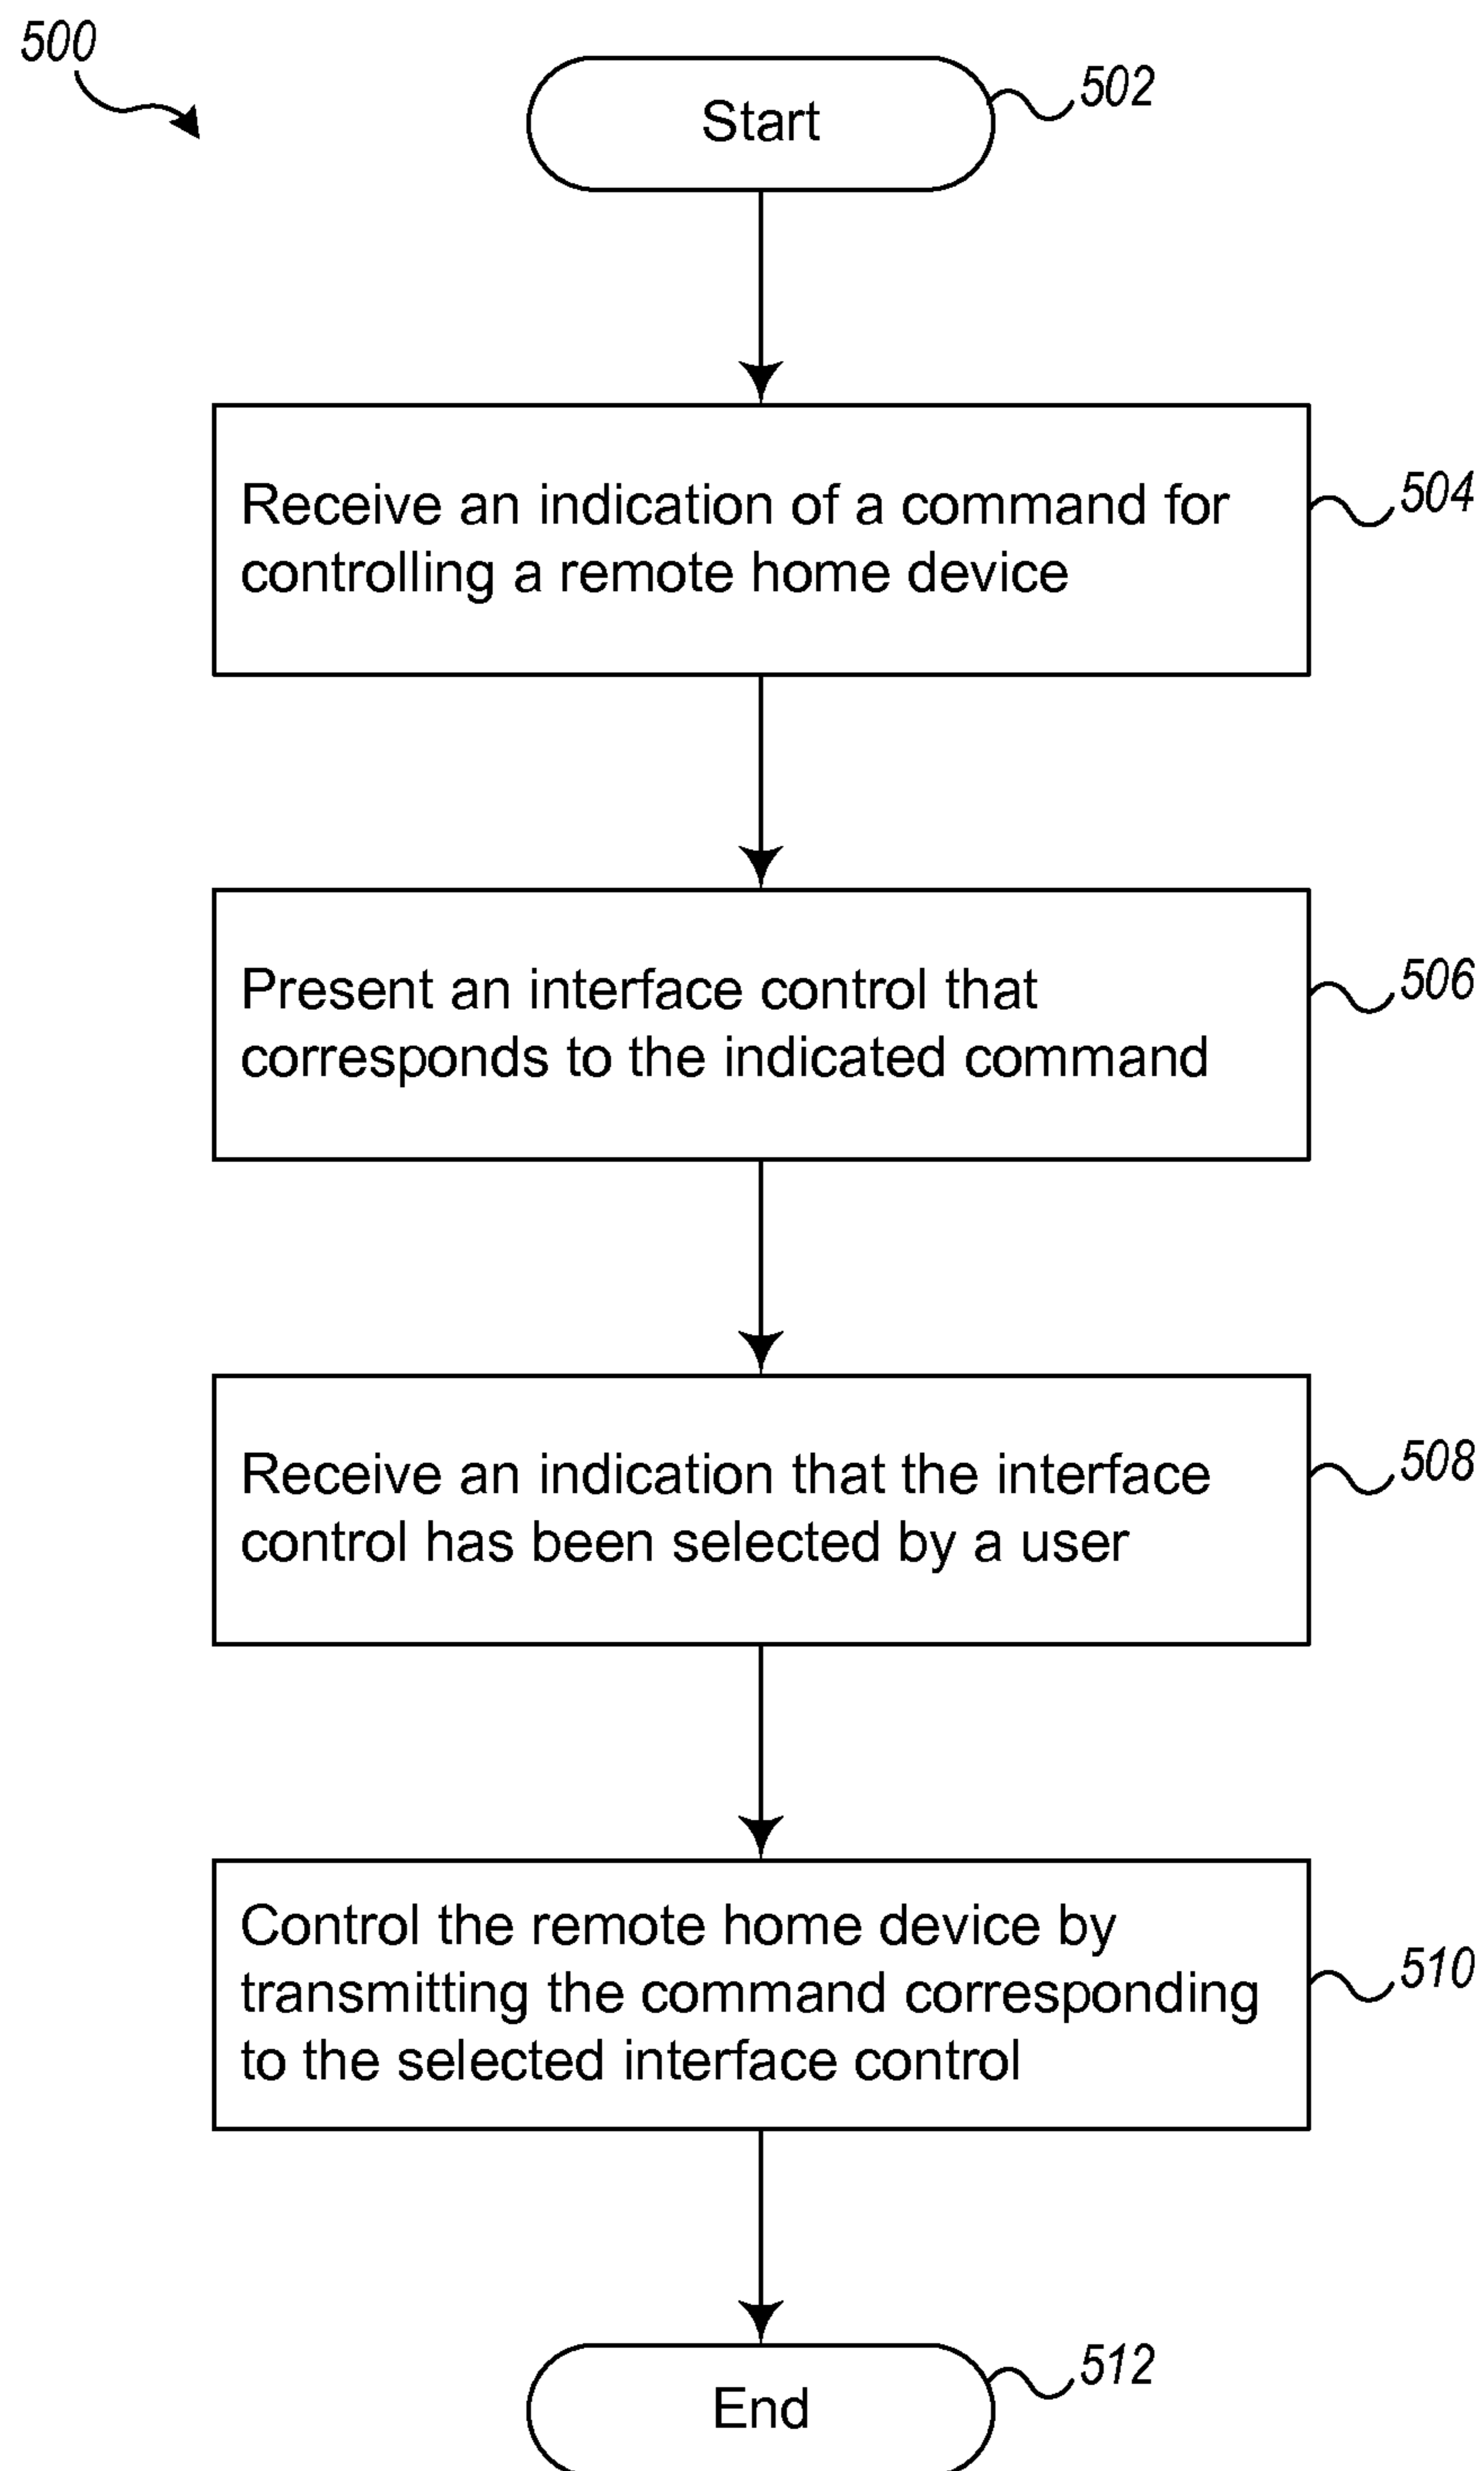 500
Start
502
Receive an indication of a command for
controlling a remote home device
504
Present an interface control that
corresponds to the indicated command
506
Receive an indication that the interface
control has been selected by a user
508
Control the remote home device by
transmitting the command corresponding
to the selected interface control
510
End
512